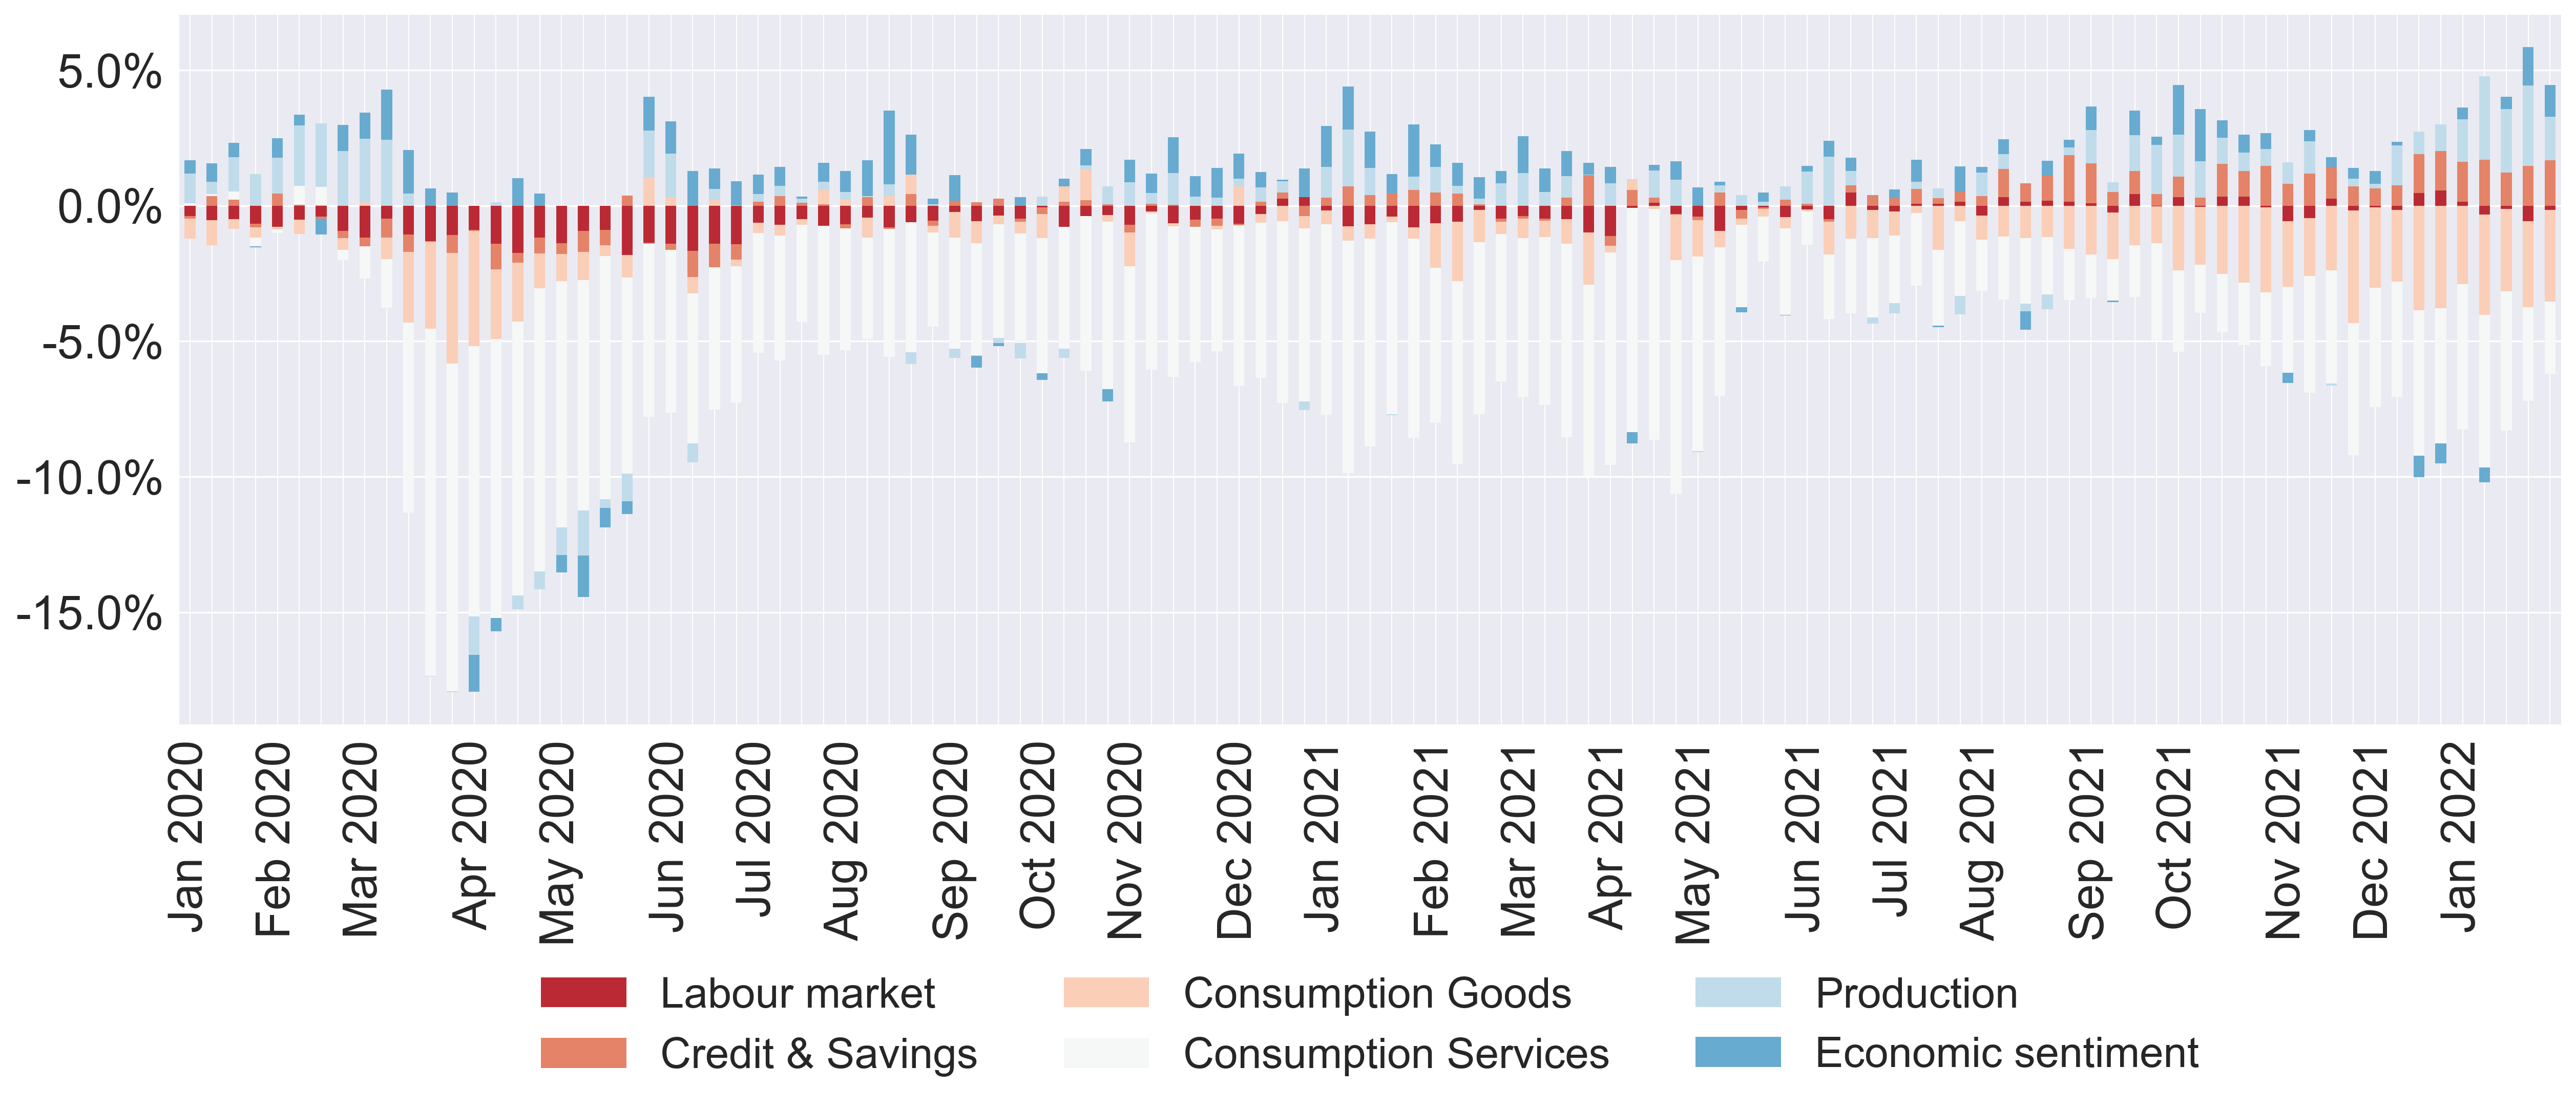 5.0%
0.0%
-5.0%
-10.0%
-15.0%
Jan 2020
Feb 2020
Mar 2020
Apr 2020
May 2020
Jun 2020
Jul 2020
Aug 2020
Sep 2020
Oct 2020
Nov 2020
Dec 2020
Jan 2021
Feb 2021
Mar 2021
Apr 2021
May 2021
Jun 2021
Jul 2021
Aug 2021
Sep 2021
Oct 2021
Nov 2021
Dec 2021
Jan 2022
Labour market
Credit & Savings
Consumption Goods
Consumption Services
Production
Economic sentiment